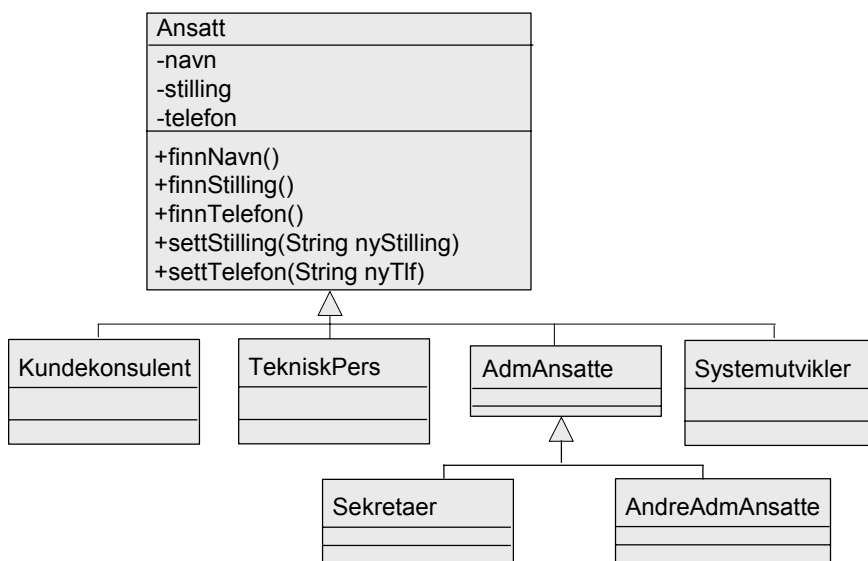 Ansatt
-navn
-stilling
-telefon
+finnNavn()
+finnStilling()
+finnTelefon()
+settStilling(String nyStilling)
+settTelefon(String nyTlf)
Kundekonsulent
TekniskPers
AdmAnsatte
Systemutvikler
Sekretaer
AndreAdmAnsatte